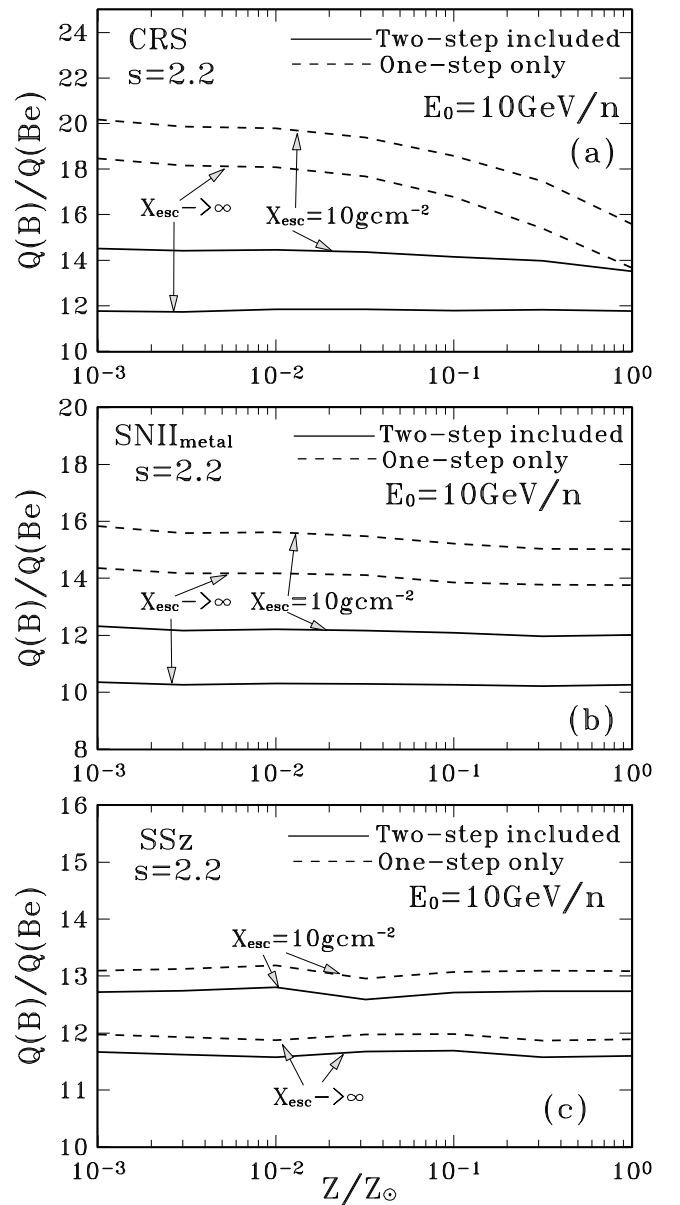 24
22
20
18
16
14
12
10
Q(B)/Q(Be)
CRS
s=2.2
Two-step included
One-step only
E₀=10GeV/n
(a)
Xesc->∞
Xesc=10gcm⁻²
10⁻³ 10⁻² 10⁻¹ 10⁰
20
18
16
14
12
10
8
Q(B)/Q(Be)
SNIImetal
s=2.2
Two-step included
One-step only
E₀=10GeV/n
Xesc->∞ Xesc=10gcm⁻²
(b)
10⁻³ 10⁻² 10⁻¹ 10⁰
16
15
14
13
12
11
10
Q(B)/Q(Be)
SSz
s=2.2
Two-step included
One-step only
E₀=10GeV/n
Xesc=10gcm⁻²
Xesc->∞
(c)
10⁻³ 10⁻² 10⁻¹ 10⁰
Z/Z⊙